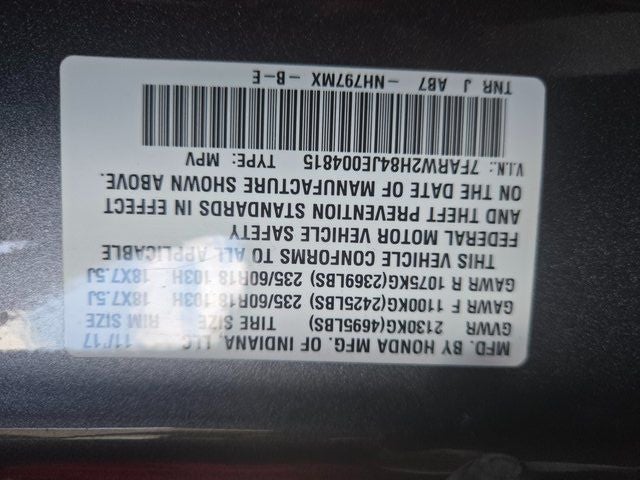 MFD. BY HONDA MFG. OF INDIANA, LLC. 11/'17
GVWR 2130KG(4695LBS) TIRE SIZE RIM SIZE
GAWR F 1100KG(2425LBS) 235/60R18 103H 18X7.5J
GAWR R 1075KG(2369LBS) 235/60R18 103H 18X7.5J
THIS VEHICLE CONFORMS TO ALL APPLICABLE
FEDERAL MOTOR VEHICLE SAFETY
AND THEFT PREVENTION STANDARDS IN EFFECT
ON THE DATE OF MANUFACTURE SHOWN ABOVE.
V.I.N.: 7FARW2H84JE004815 TYPE: MPV
TNR J A87 -NH797MX -B-E